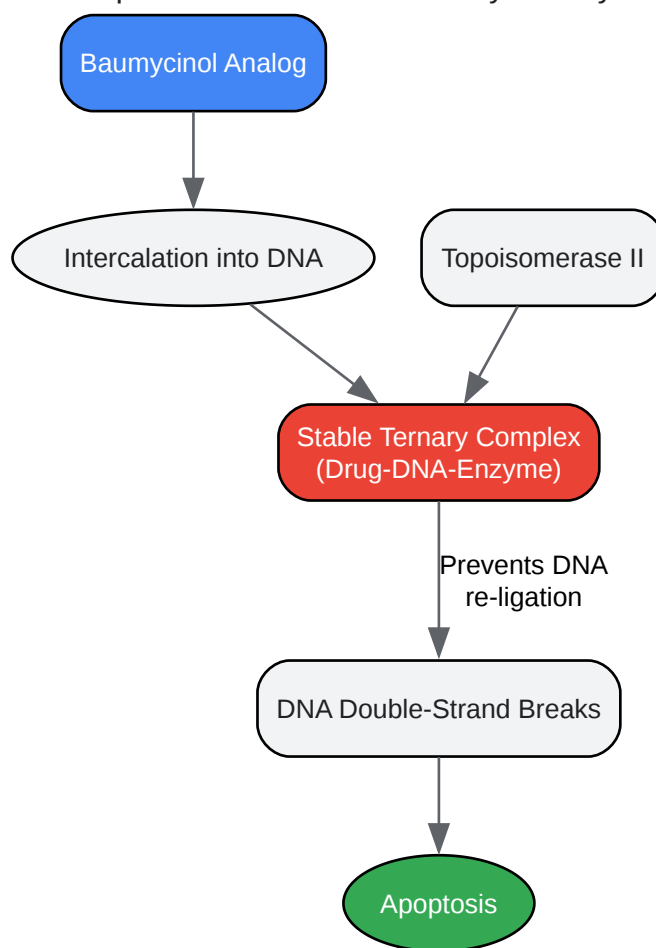 Baumycinol Analog
Intercalation into DNA
Topoisomerase II
Stable Ternary Complex
(Drug-DNA-Enzyme)
Prevents DNA
re-ligation
DNA Double-Strand Breaks
Apoptosis